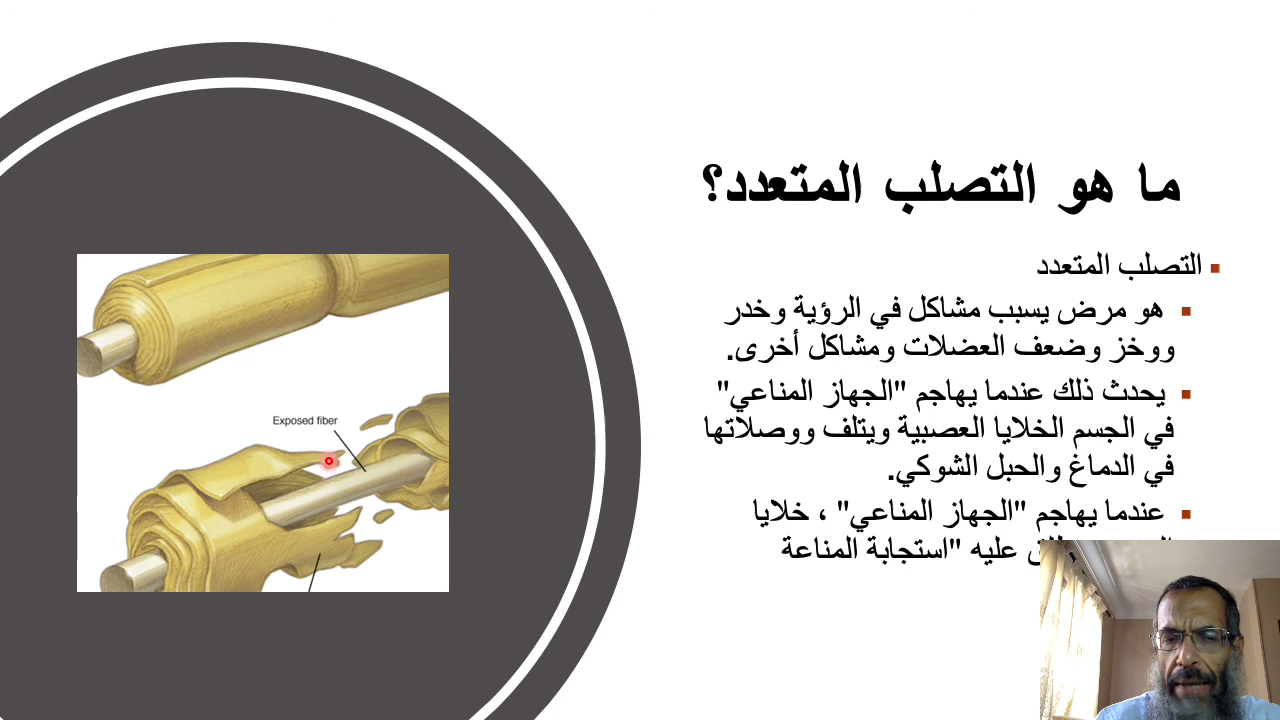 ما هو التصلب المتعدد؟
التصلب المتعدد
هو مرض يسبب مشاكل في الرؤية وخدر
ووخز وضعف العضلات ومشاكل أخرى.
يحدث ذلك عندما يهاجم "الجهاز المناعي"
في الجسم الخلايا العصبية ويتلف ووصلاتها
في الدماغ والحبل الشوكي.
عندما يهاجم "الجهاز المناعي" ، خلايا
عليه "استجابة المناعة
Exposed fiber